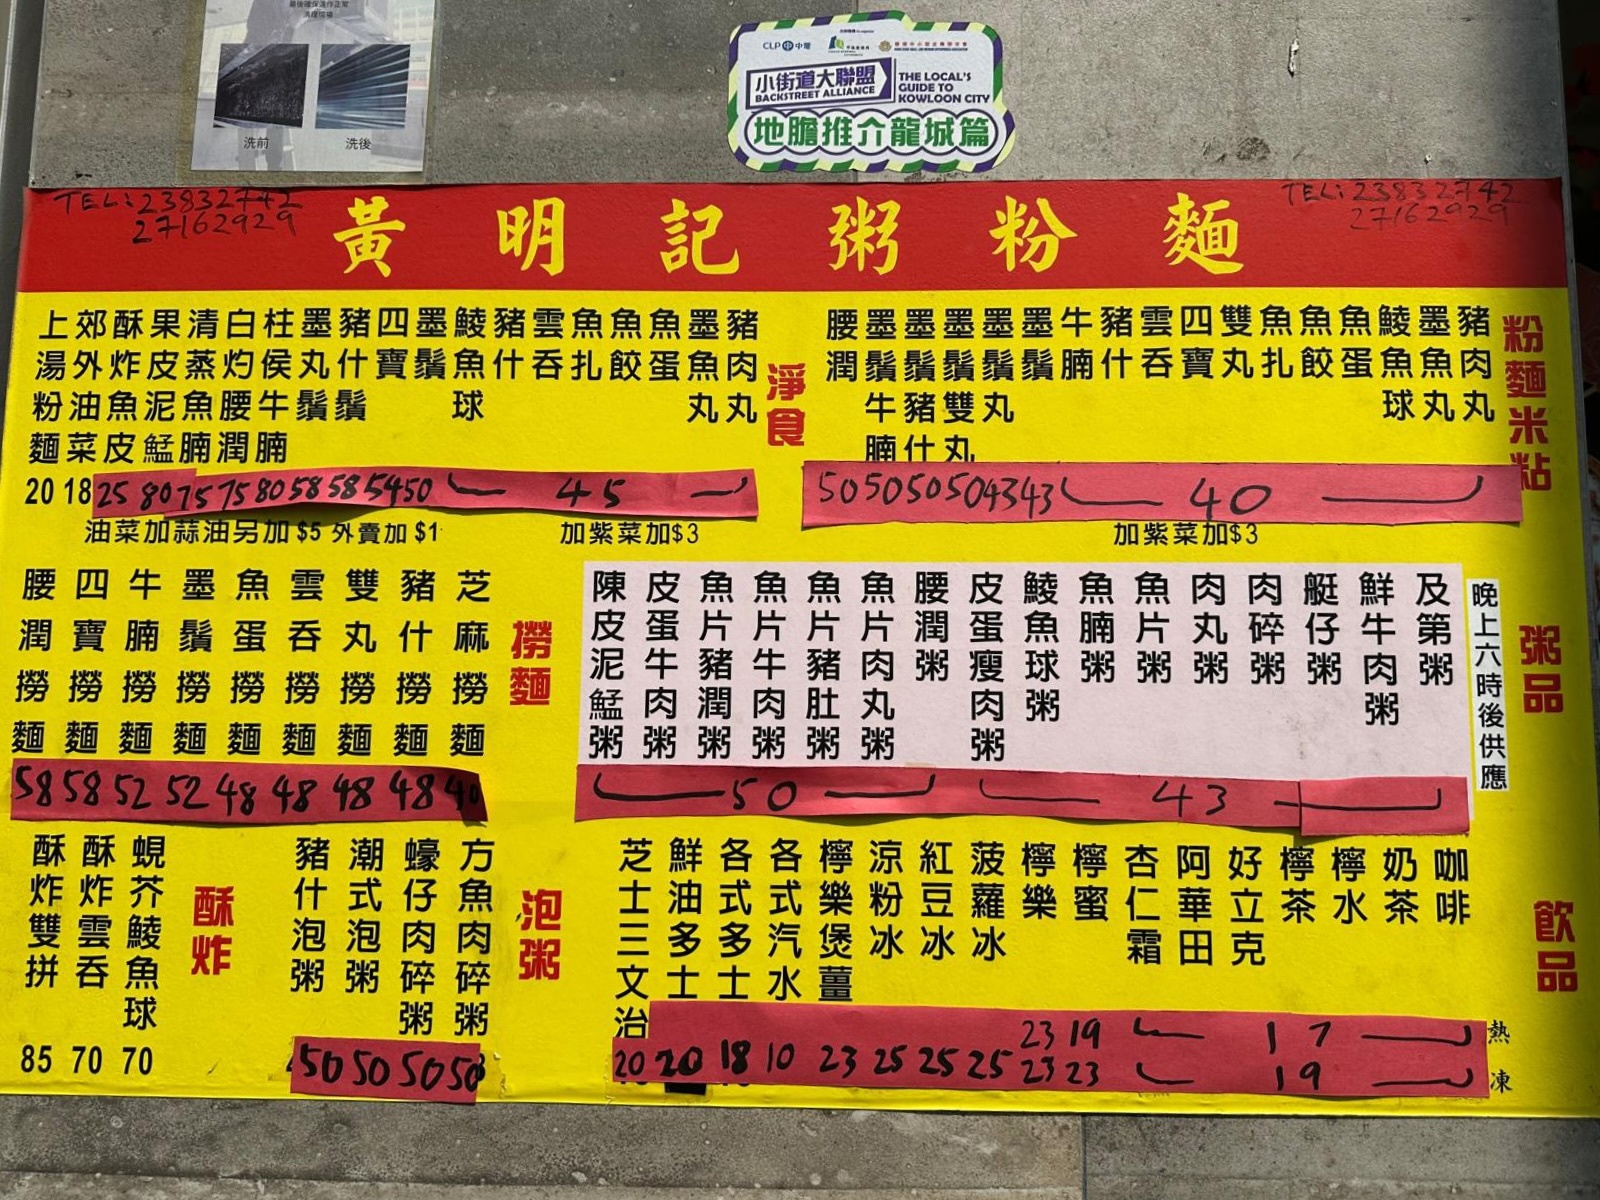 最後確保運作正常
清理現場
洗前
洗後
CLP 中電
小街道大聯盟
BACKSTREET ALLIANCE
THE LOCAL'S
GUIDE TO
KOWLOON CITY
地膽推介龍城篇
TEL: 23832742
27162929
黃明記粥粉麵
TEL: 23832742
27162929
粉麵米粘
豬肉丸
墨魚丸
鯪魚球
魚蛋
魚餃
魚扎
雙丸
四寶
雲吞
豬什
牛腩
墨鬚
墨鬚丸
墨鬚雙丸
墨鬚豬什
墨鬚牛腩
腰潤
50 50 50 50 43 43 40
加紫菜加$3
淨食
豬肉丸
墨魚丸
魚蛋
魚餃
魚扎
雲吞
豬什
鯪魚球
墨鬚
四寶
豬什鬚
墨丸鬚
柱侯牛腩
白灼腰潤
清蒸魚腩
果皮泥鯭
酥炸魚皮
郊外油菜
上湯粉麵
20 18 25 80 75 75 80 58 58 54 50 45
油菜加蒜油另加$5 外賣加$1
加紫菜加$3
粥品
晚上六時後供應
及第粥
鮮牛肉粥
艇仔粥
肉碎粥
肉丸粥
魚片粥
魚腩粥
鯪魚球粥
皮蛋瘦肉粥
腰潤粥
魚片肉丸粥
魚片豬肚粥
魚片牛肉粥
魚片豬潤粥
皮蛋牛肉粥
陳皮泥鯭粥
50 43
撈麵
芝麻撈麵
豬什撈麵
雙丸撈麵
雲吞撈麵
魚蛋撈麵
墨鬚撈麵
牛腩撈麵
四寶撈麵
腰潤撈麵
58 58 52 52 48 48 48 48 40
飲品
咖啡
奶茶
檸水
檸茶
好立克
阿華田
杏仁霜
檸蜜
檸樂
菠蘿冰
紅豆冰
涼粉冰
檸樂煲薑
各式汽水
各式多士
鮮油多士
芝士三文治
23 19 17 熱
20 20 18 10 23 25 25 25 23 23 19 凍
泡粥
方魚肉碎粥
蠔仔肉碎粥
潮式泡粥
豬什泡粥
50 50 50 50
酥炸
蜆芥鯪魚球
酥炸雲吞
酥炸雙拼
85 70 70